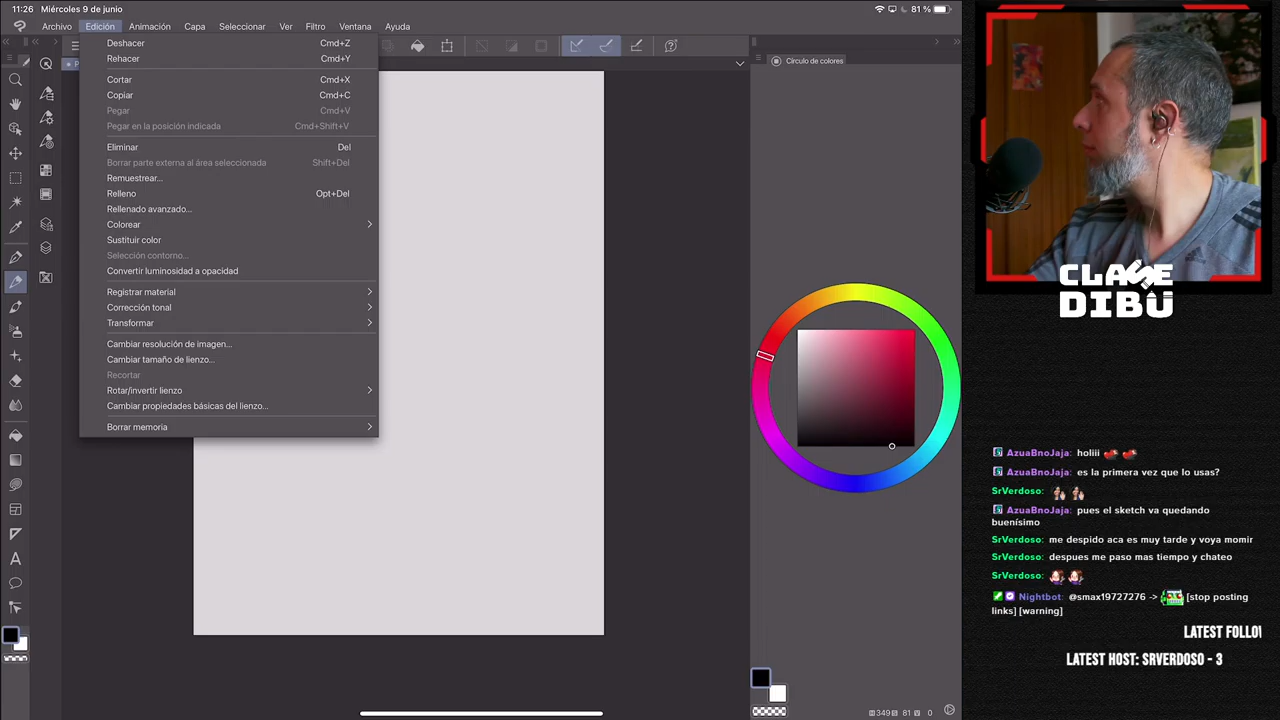 11:26 Miércoles 9 de junio
81 %
Archivo Edición Animación Capa Seleccionar Ver Filtro Ventana Ayuda
Deshacer Cmd+Z
Rehacer Cmd+Y
Cortar Cmd+X
Copiar Cmd+C
Pegar Cmd+V
Pegar en la posición indicada Cmd+Shift+V
Eliminar Del
Borrar parte externa al área seleccionada Shift+Del
Remuestrear...
Relleno Opt+Del
Rellenado avanzado...
Colorear
Sustituir color
Selección contorno...
Convertir luminosidad a opacidad
Registrar material
Corrección tonal
Transformar
Cambiar resolución de imagen...
Cambiar tamaño de lienzo...
Recortar
Rotar/invertir lienzo
Cambiar propiedades básicas del lienzo...
Borrar memoria
Círculo de colores
349 81 0
CLASE
DIBU
AzuaBnoJaja: holiii
AzuaBnoJaja: es la primera vez que lo usas?
SrVerdoso:
AzuaBnoJaja: pues el sketch va quedando
buenísimo
SrVerdoso: me despido aca es muy tarde y voya momir
SrVerdoso: despues me paso mas tiempo y chateo
SrVerdoso:
Nightbot: @smax19727276 -> [stop posting
links] [warning]
LATEST FOLLO
LATEST HOST: SRVERDOSO - 3